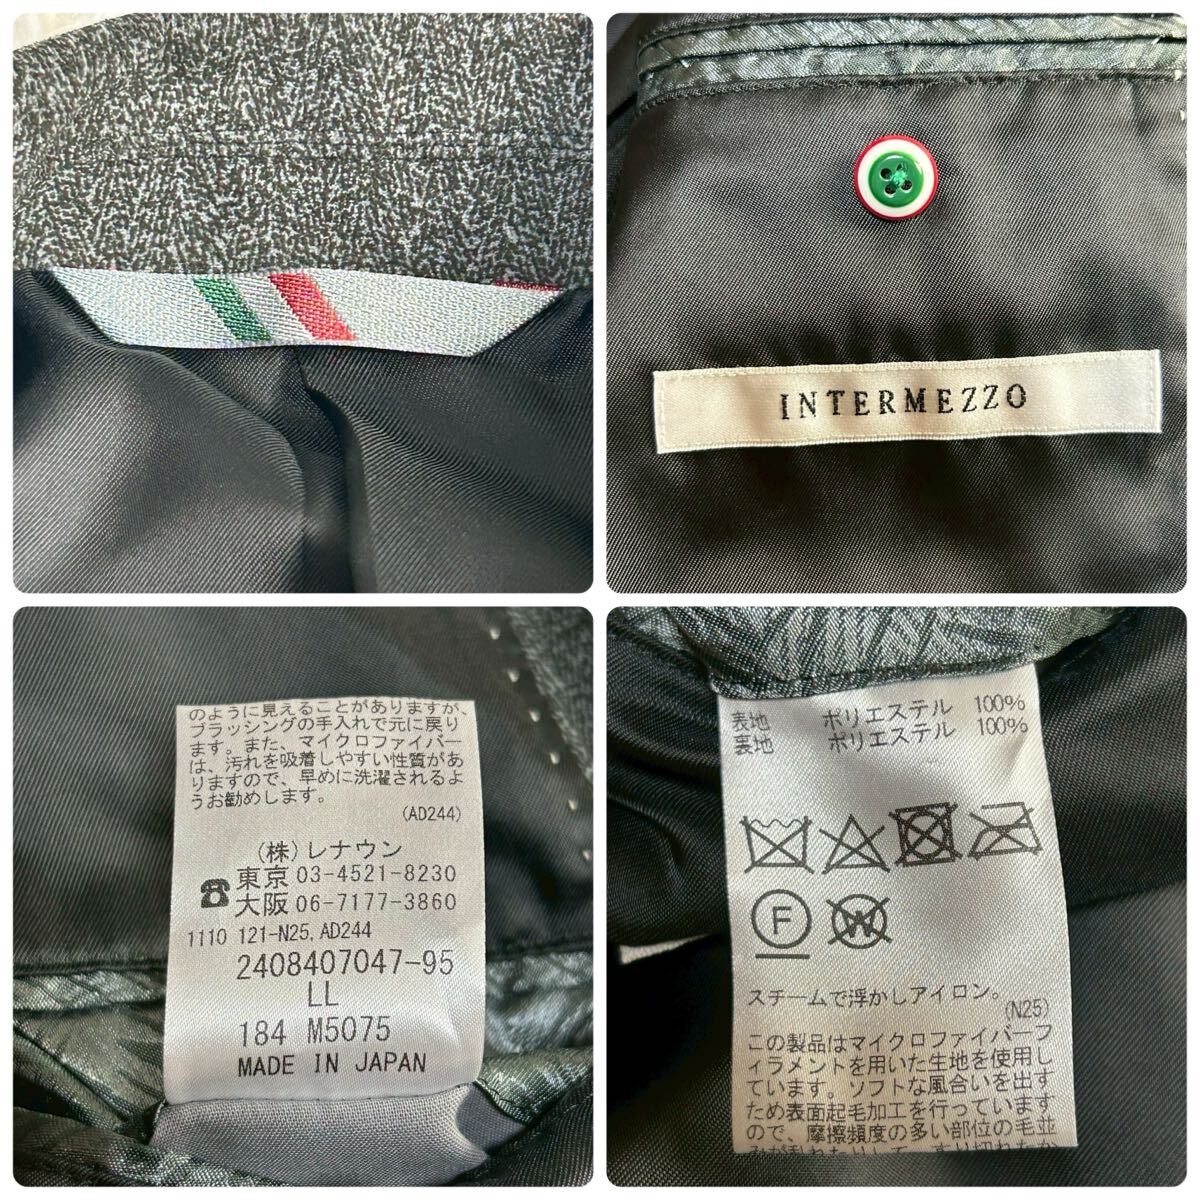 INTERMEZZO
のように見えることがありますが、
ブラッシングの手入れで元に戻り
ます。また、マイクロファイバー
は、汚れを吸着しやすい性質があ
りますので、早めに洗濯されるよ
うお勧めします。
(AD244)
(株)レナウン
☎東京 03-4521-8230
大阪 06-7177-3860
1110 121-N25, AD244
2408407047-95
LL
184 M5075
MADE IN JAPAN
表地 ポリエステル 100%
裏地 ポリエステル 100%
F W
スチームで浮かしアイロン。
(N25)
この製品はマイクロファイバーフ
ィラメントを用いた生地を使用し
ています。ソフトな風合いを出す
ため表面起毛加工を行っています
ので、摩擦頻度の多い部位の毛並